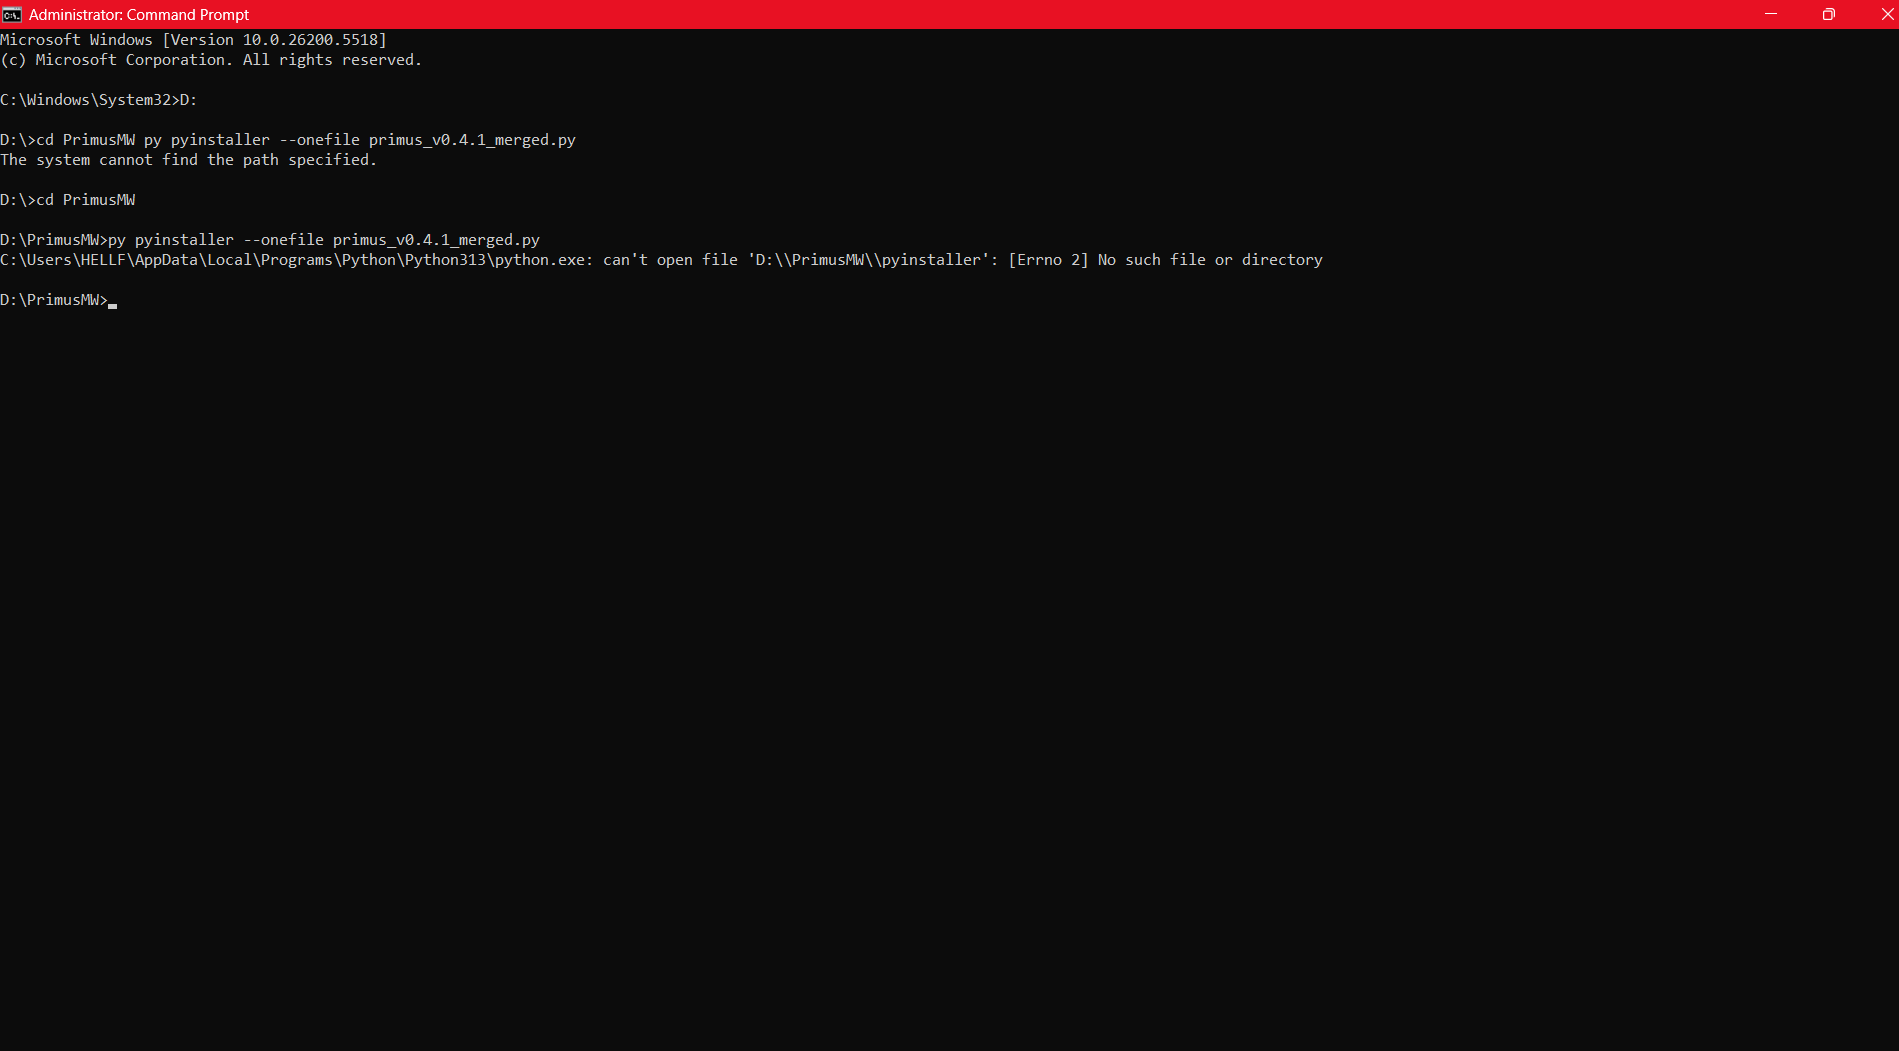 Administrator: Command Prompt
Microsoft Windows [Version 10.0.26200.5518]
(c) Microsoft Corporation. All rights reserved.
C:\Windows\System32>D:
D:\>cd PrimusMW py pyinstaller --onefile primus_v0.4.1_merged.py
The system cannot find the path specified.
D:\>cd PrimusMW
D:\PrimusMW>py pyinstaller --onefile primus_v0.4.1_merged.py
C:\Users\HELLF\AppData\Local\Programs\Python\Python313\python.exe: can't open file 'D:\\PrimusMW\\pyinstaller': [Errno 2] No such file or directory
D:\PrimusMW>